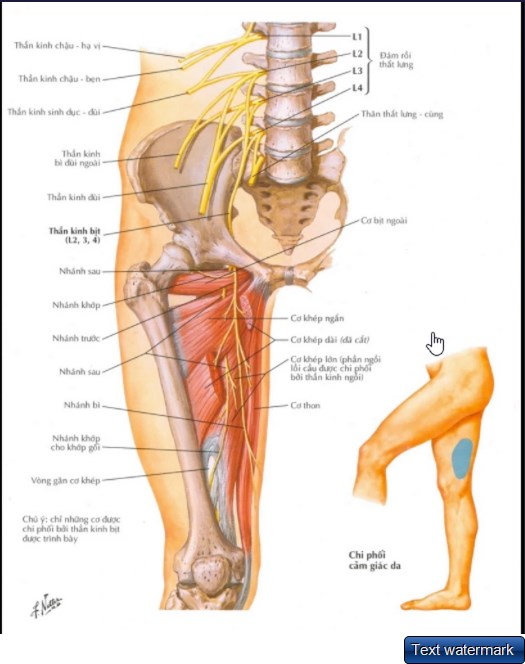 Thần kinh chậu - hạ vị
Thần kinh chậu - bẹn
Thần kinh sinh dục - đùi
Thần kinh
bì đùi ngoài
Thần kinh đùi
Thần kinh bịt
(L2, 3, 4)
Nhánh sau
Nhánh khớp
Nhánh trước
Nhánh sau
Nhánh bì
Nhánh khớp
cho khớp gối
Vòng gân cơ khép
Chú ý: chỉ những cơ được
chi phối bởi thần kinh bịt
được trình bày
L1
L2
L3
L4
Đám rối
thắt lưng
Thân thắt lưng - cùng
Cơ bịt ngoài
Cơ khép ngắn
Cơ khép dài (đã cắt)
Cơ khép lớn (phần ngồi
lồi cầu được chi phối
bởi thần kinh ngồi)
Cơ thon
Chi phối
cảm giác da
F. Netter
Text watermark